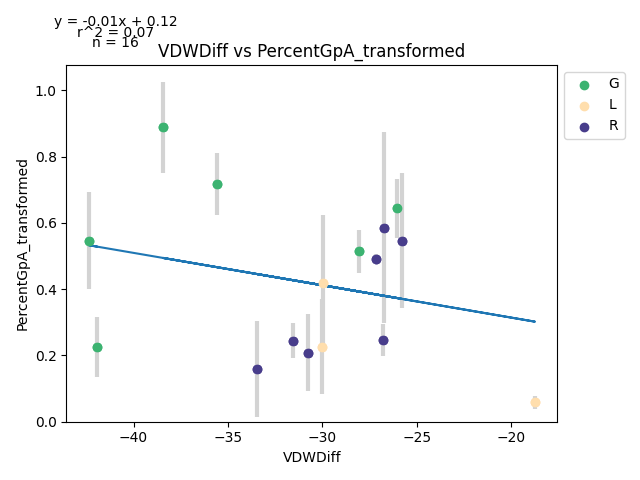 y = -0.01x + 0.12
r^2 = 0.07
n = 16
VDWDiff vs PercentGpA_transformed
G
L
R
PercentGpA_transformed
1.0
0.8
0.6
0.4
0.2
0.0
−40
−35
−30
−25
−20
VDWDiff